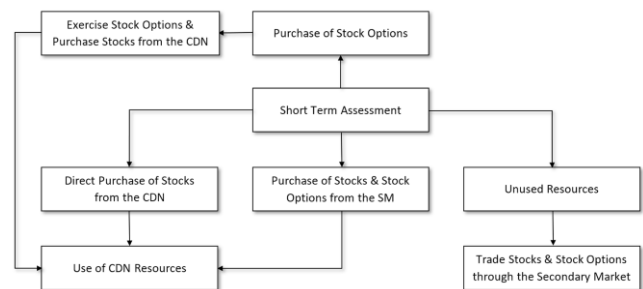 Exercise Stock Options &
Purchase Stocks from the CDN
Purchase of Stock Options
Short Term Assessment
Direct Purchase of Stocks
from the CDN
Purchase of Stocks & Stock
Options from the SM
Unused Resources
Use of CDN Resources
Trade Stocks & Stock Options
through the Secondary Market